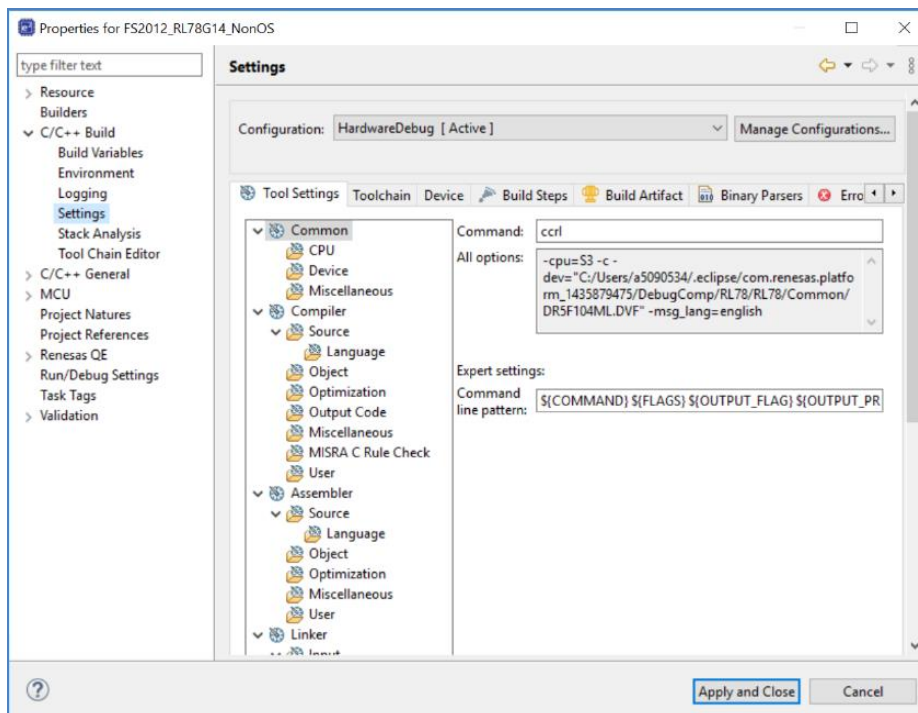 Properties for FS2012_RL78G14_NonOS
type filter text
Resource
Builders
C/C++ Build
Build Variables
Environment
Logging
Settings
Stack Analysis
Tool Chain Editor
C/C++ General
MCU
Project Natures
Project References
Renesas QE
Run/Debug Settings
Task Tags
Validation
Settings
Configuration: HardwareDebug [ Active ] Manage Configurations...
Tool Settings Toolchain Device Build Steps Build Artifact Binary Parsers Erro
Common
CPU
Device
Miscellaneous
Compiler
Source
Language
Object
Optimization
Output Code
Miscellaneous
MISRA C Rule Check
User
Assembler
Source
Language
Object
Optimization
Miscellaneous
User
Linker
Input
Command: ccrl
All options: -cpu=S3 -c -
dev="C:/Users/a5090534/.eclipse/com.renesas.platfo
rm_1435879475/DebugComp/RL78/RL78/Common/
DR5F104ML.DVF" -msg_lang=english
Expert settings:
Command
line pattern: ${COMMAND} ${FLAGS} ${OUTPUT_FLAG} ${OUTPUT_PR
? Apply and Close Cancel